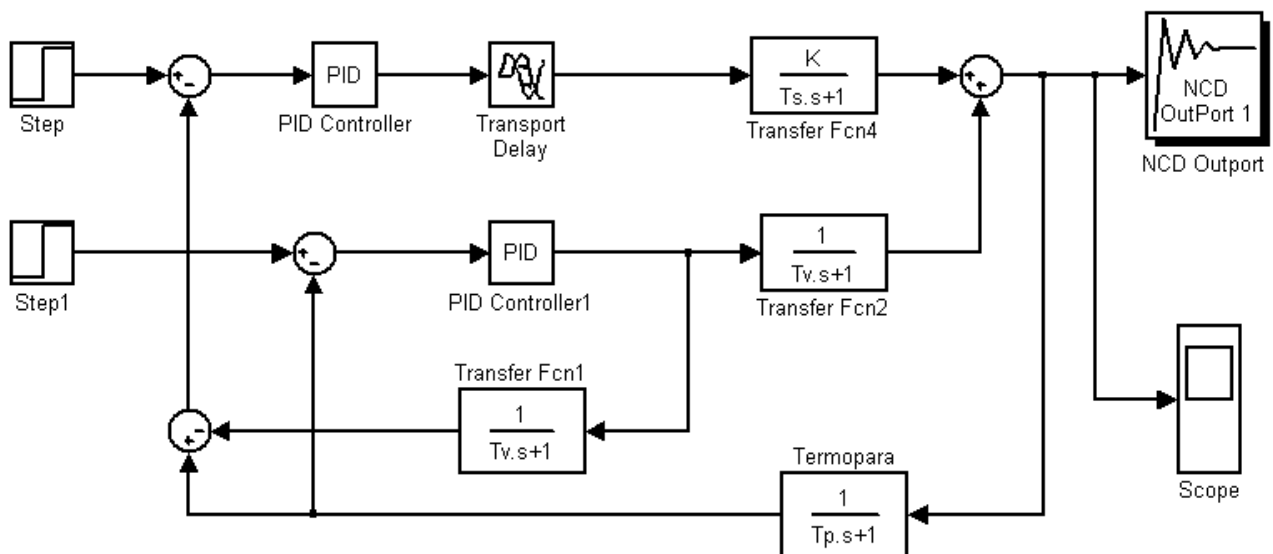 Step
+
-
PID
PID Controller
Transport
Delay
K
Ts.s+1
Transfer Fcn4
+
+
NCD
OutPort 1
NCD Outport
Step1
+
-
PID
PID Controller1
1
Tv.s+1
Transfer Fcn2
Transfer Fcn1
1
Tv.s+1
+
-
Termopara
1
Tp.s+1
Scope